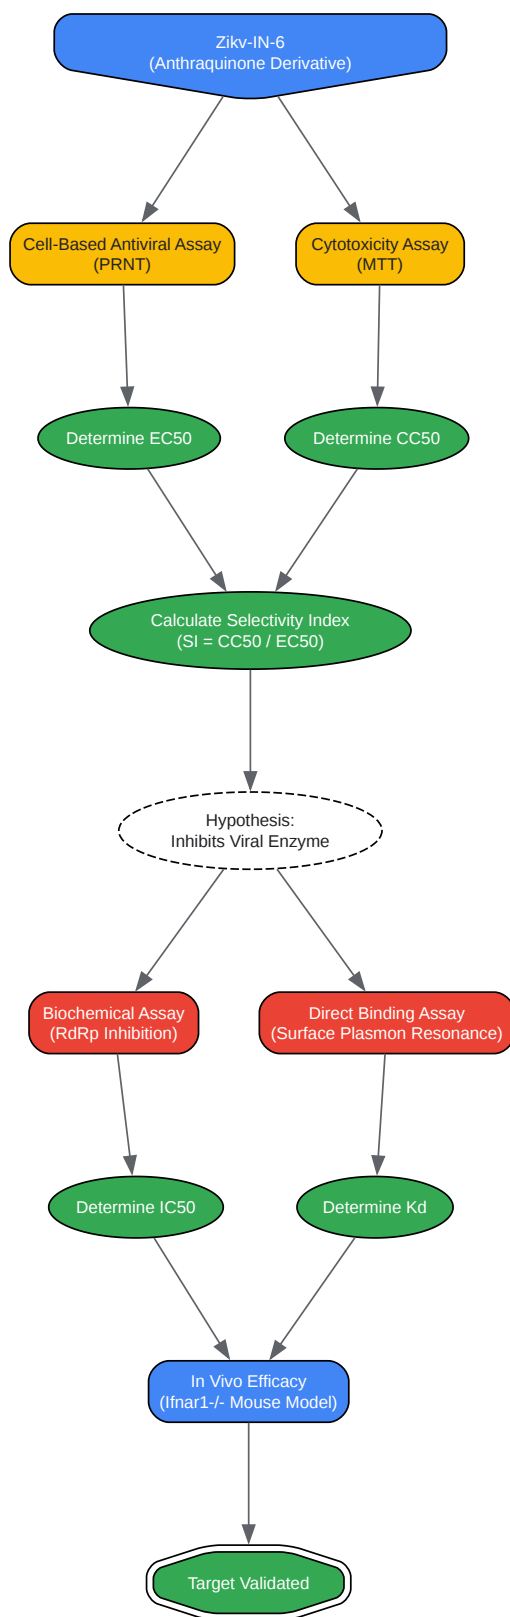 Zikv-IN-6
(Anthraquinone Derivative)
Cell-Based Antiviral Assay
(PRNT)
Cytotoxicity Assay
(MTT)
Determine EC50
Determine CC50
Calculate Selectivity Index
(SI = CC50 / EC50)
Hypothesis:
Inhibits Viral Enzyme
Biochemical Assay
(RdRp Inhibition)
Direct Binding Assay
(Surface Plasmon Resonance)
Determine IC50
Determine Kd
In Vivo Efficacy
(Ifnar1-/- Mouse Model)
Target Validated